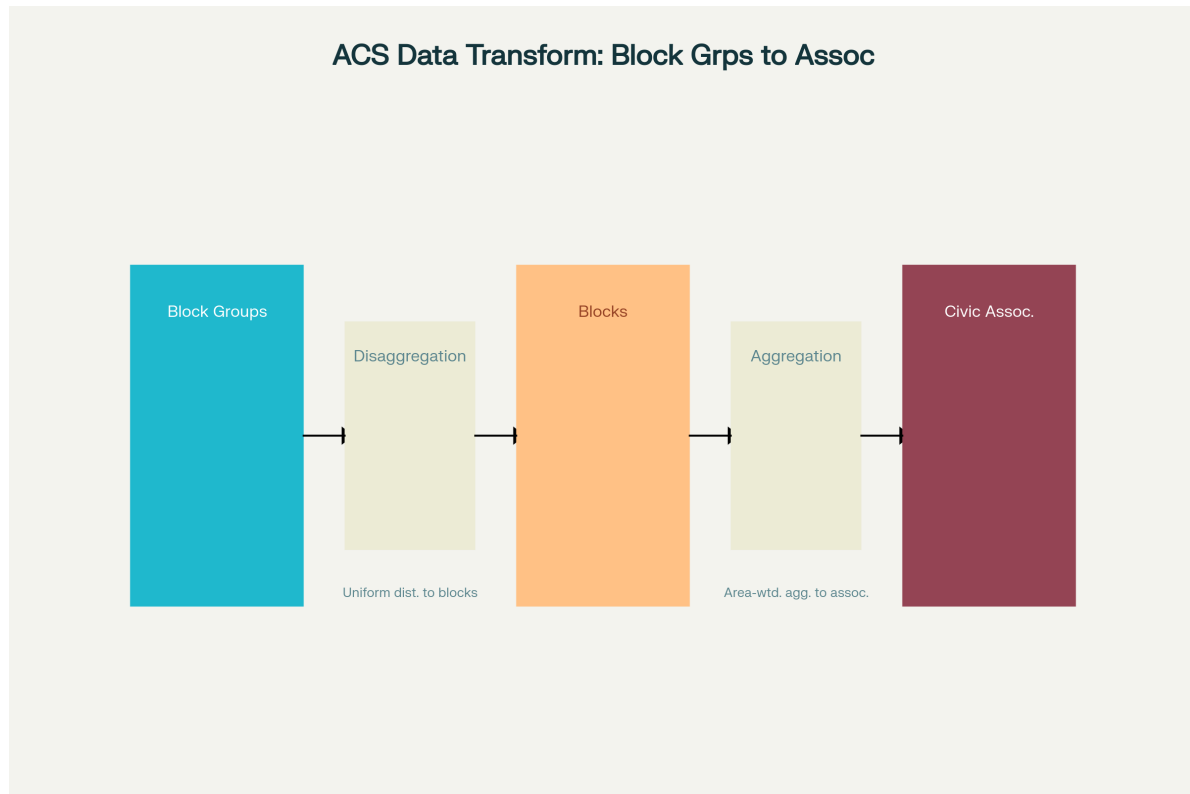 ACS Data Transform: Block Grps to Assoc
Block Groups
Disaggregation
Uniform dist. to blocks
Blocks
Aggregation
Area-wtd. agg. to assoc.
Civic Assoc.